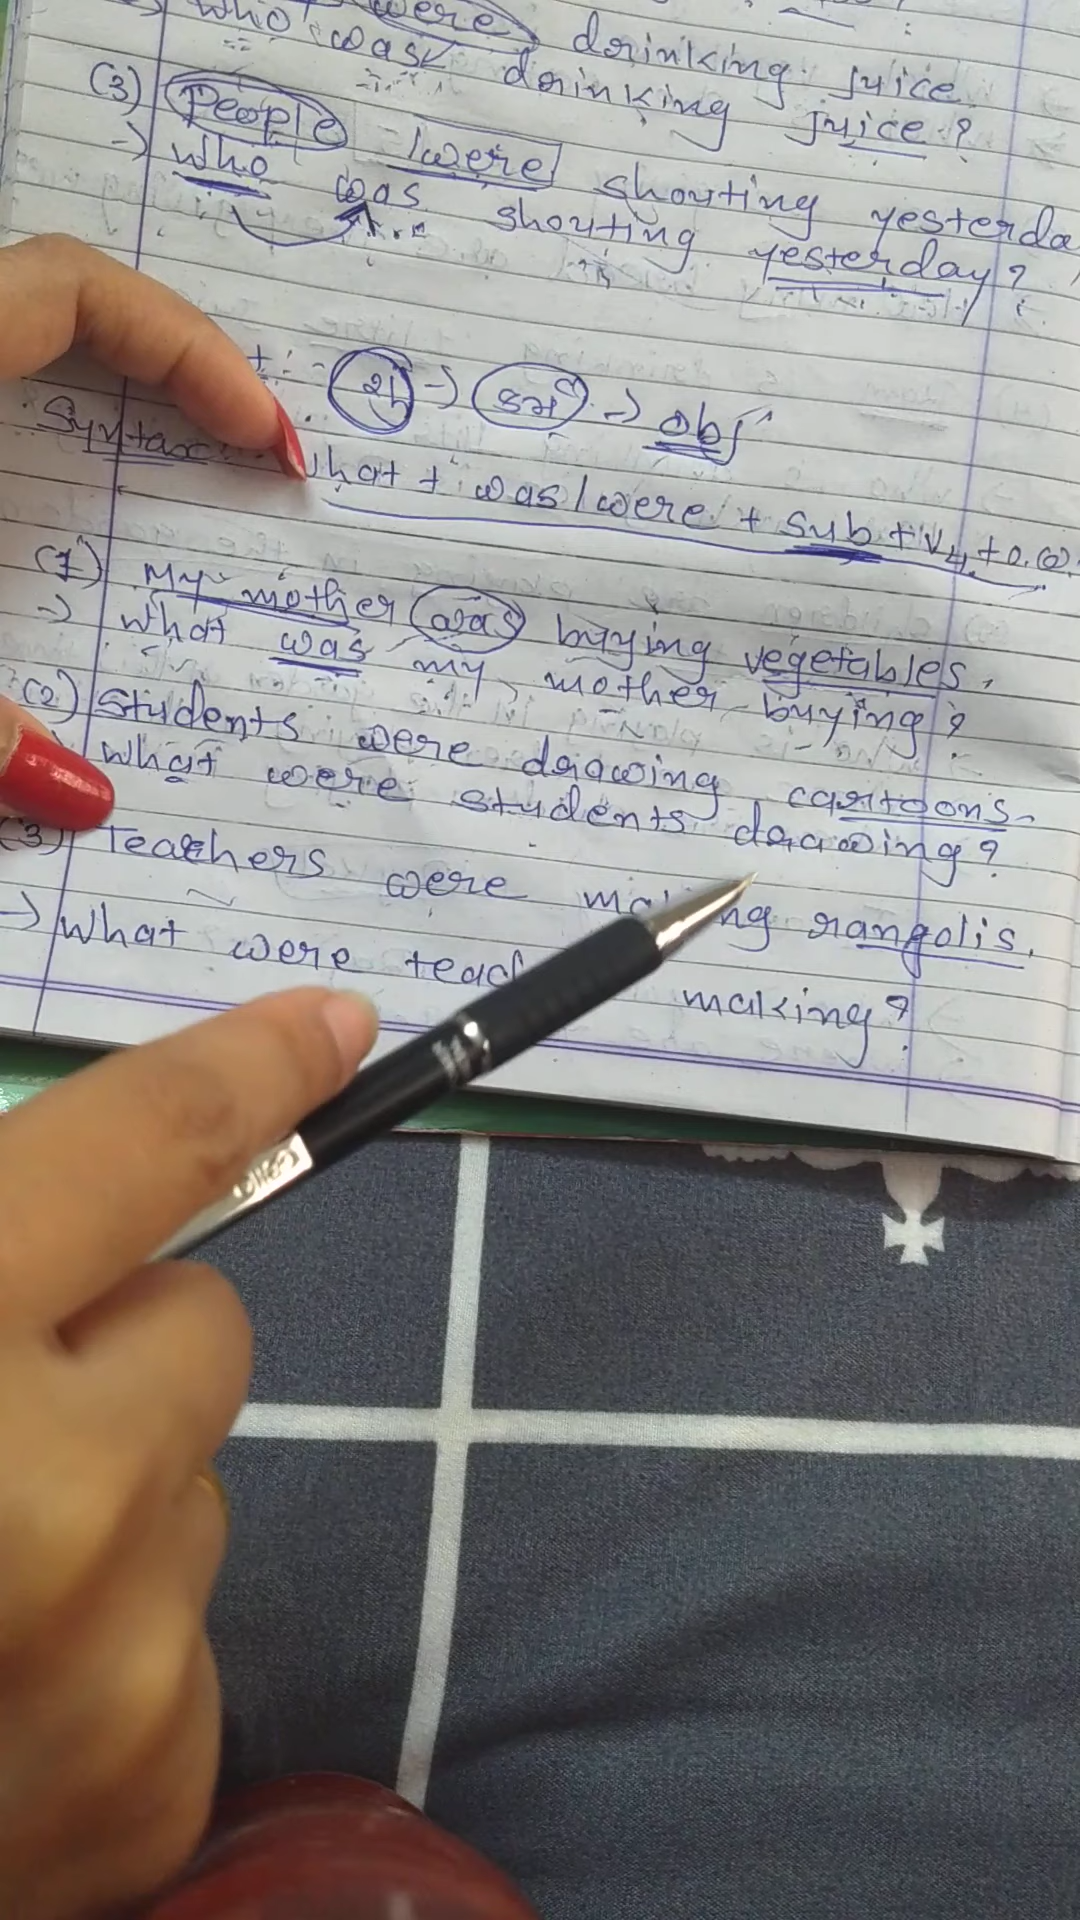 were drinking juice
who was drinking juice?
(3) People were shouting yesterda
→ who was shouting yesterday?
→ → obj
Syntax hat + was/were + sub + V4 + o.w.
(1) My mother was buying vegetables.
→ What was my mother buying?
(2) Students were drawing cartoons.
What were students drawing?
(3) Teachers were ma ng rangolis.
→ What were teac making?